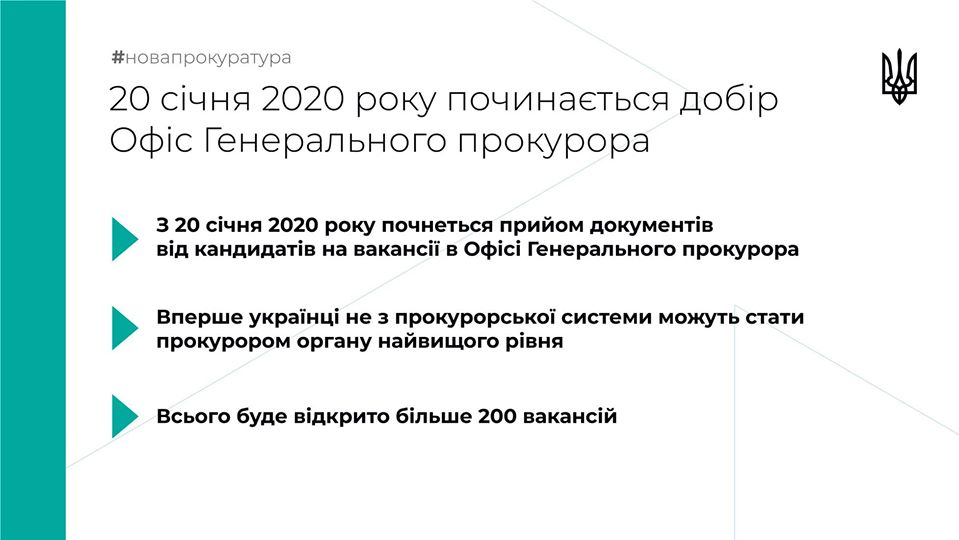 #новапрокуратура
20 січня 2020 року починається добір
Офіс Генерального прокурора
З 20 січня 2020 року почнеться прийом документів
від кандидатів на вакансії в Офісі Генерального прокурора
Вперше українці не з прокурорської системи можуть стати
прокурором органу найвищого рівня
Всього буде відкрито більше 200 вакансій